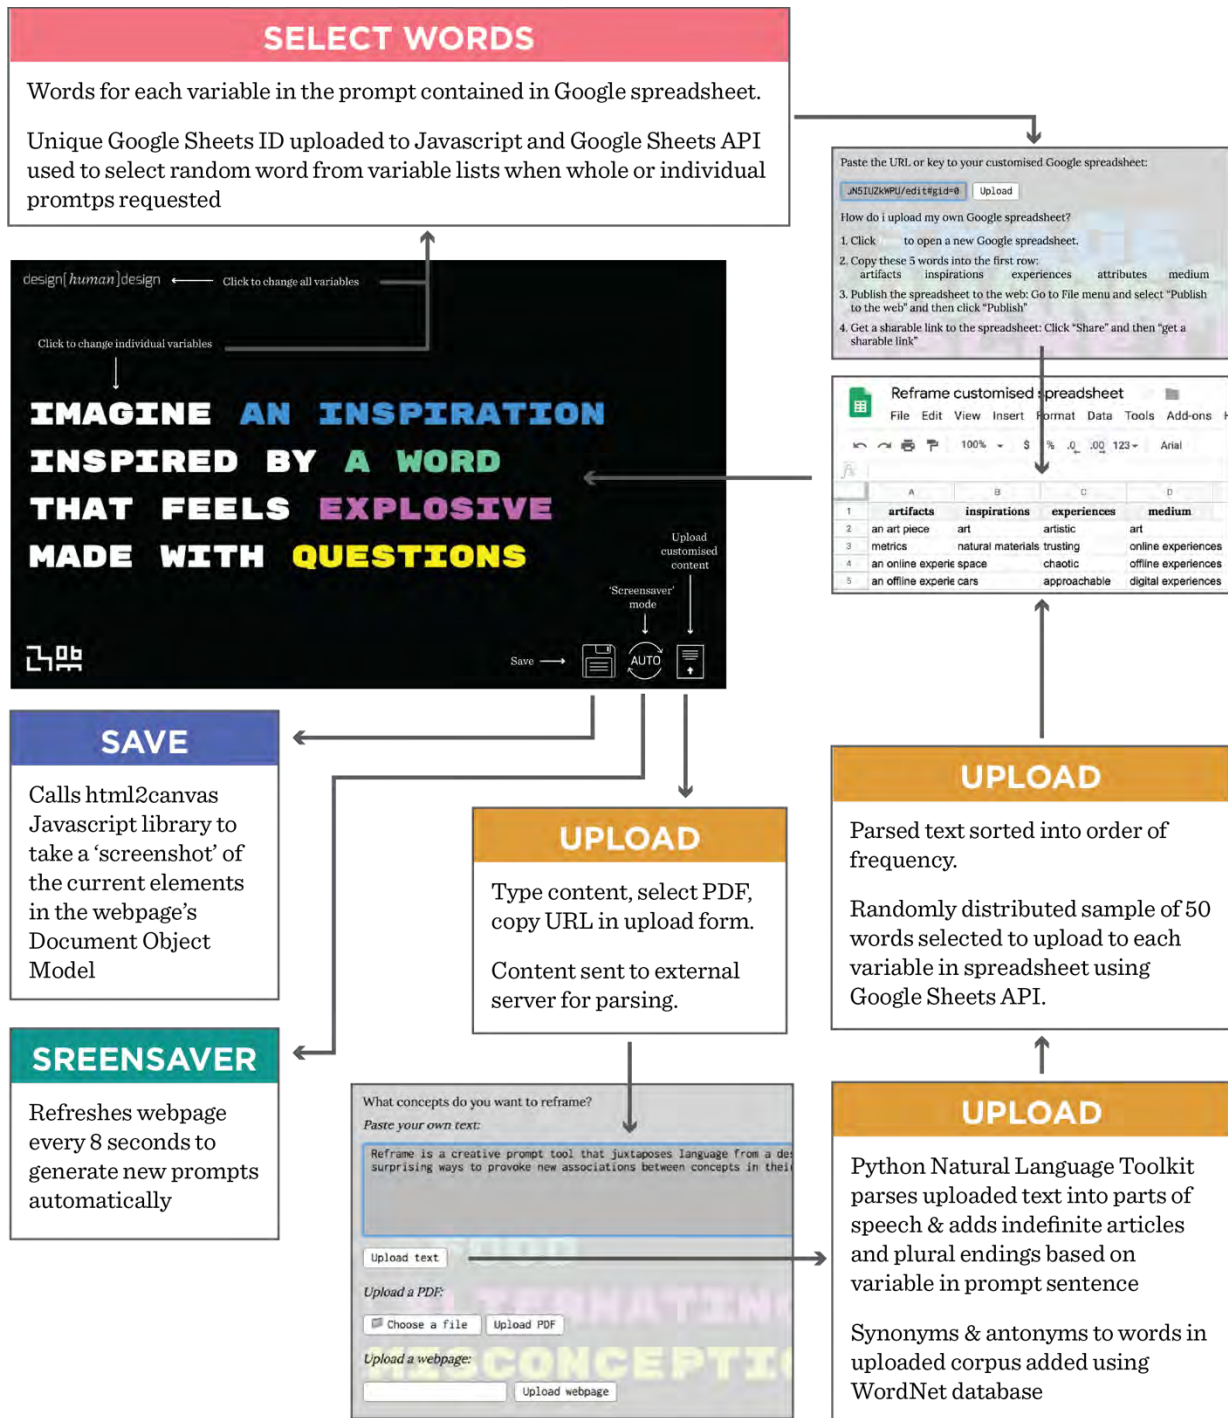 SELECT WORDS
Words for each variable in the prompt contained in Google spreadsheet.
Unique Google Sheets ID uploaded to Javascript and Google Sheets API
used to select random word from variable lists when whole or individual
promtps requested
Paste the URL or key to your customised Google spreadsheet:
uN5IUZkWPU/edit#gid=0 Upload
How do i upload my own Google spreadsheet?
1. Click to open a new Google spreadsheet.
2. Copy these 5 words into the first row:
artifacts inspirations experiences attributes medium
3. Publish the spreadsheet to the web: Go to File menu and select "Publish
to the web" and then click "Publish"
4. Get a sharable link to the spreadsheet: Click "Share" and then "get a
sharable link"
design[human]design
Click to change all variables
Click to change individual variables
IMAGINE AN INSPIRATION
INSPIRED BY A WORD
THAT FEELS EXPLOSIVE
MADE WITH QUESTIONS
Upload
customised
content
'Screensaver'
mode
Save
AUTO
Reframe customised spreadsheet
File Edit View Insert Format Data Tools Add-ons H
100% $ % .0 .00 123 Arial
fx
A B C D
1 artifacts inspirations experiences medium
2 an art piece art artistic art
3 metrics natural materials trusting online experiences
4 an online experie space chaotic offline experiences
5 an offline experie cars approachable digital experiences
SAVE
Calls html2canvas
Javascript library to
take a 'screenshot' of
the current elements
in the webpage's
Document Object
Model
SREENSAVER
Refreshes webpage
every 8 seconds to
generate new prompts
automatically
UPLOAD
Type content, select PDF,
copy URL in upload form.
Content sent to external
server for parsing.
What concepts do you want to reframe?
Paste your own text:
Reframe is a creative prompt tool that juxtaposes language from a des
surprising ways to provoke new associations between concepts in their
Upload text
Upload a PDF:
Choose a file Upload PDF
Upload a webpage:
Upload webpage
ALTERNATING
MISCONCEPTIO
UPLOAD
Parsed text sorted into order of
frequency.
Randomly distributed sample of 50
words selected to upload to each
variable in spreadsheet using
Google Sheets API.
UPLOAD
Python Natural Language Toolkit
parses uploaded text into parts of
speech & adds indefinite articles
and plural endings based on
variable in prompt sentence
Synonyms & antonyms to words in
uploaded corpus added using
WordNet database